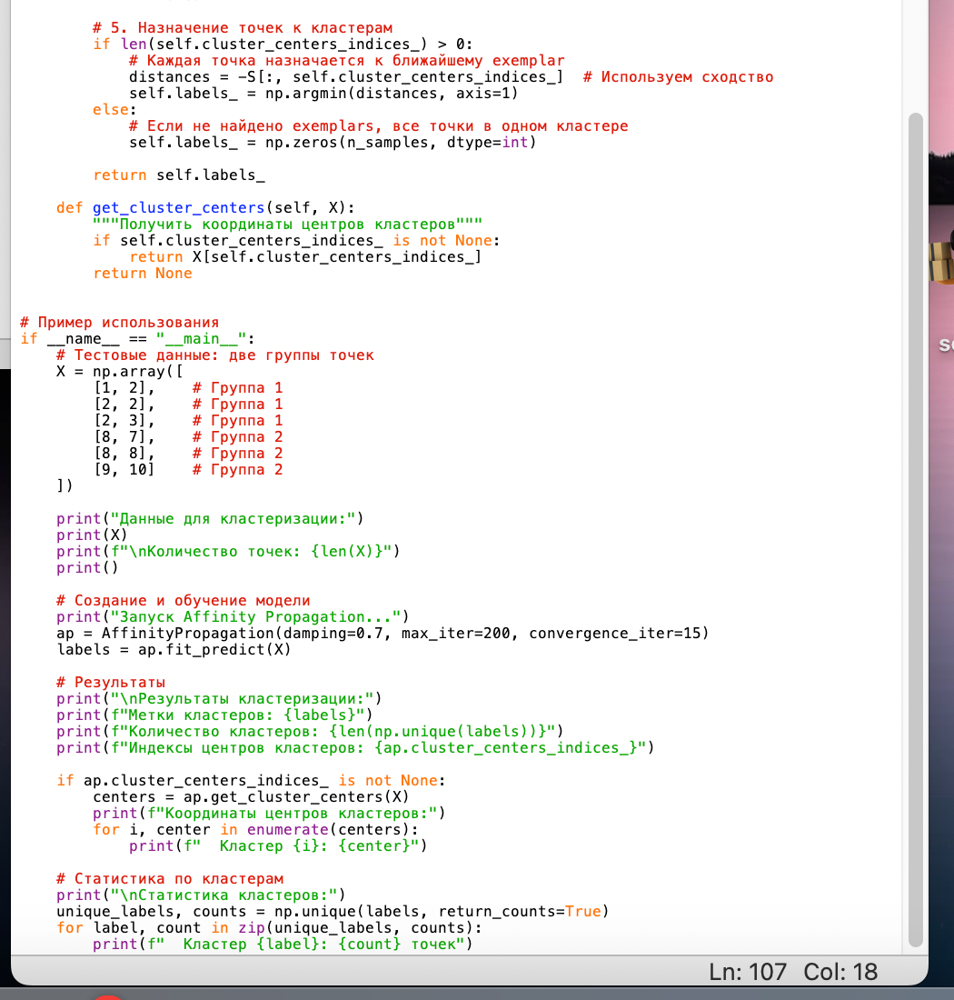 # 5. Назначение точек к кластерам
        if len(self.cluster_centers_indices_) > 0:
            # Каждая точка назначается к ближайшему exemplar
            distances = -S[:, self.cluster_centers_indices_]  # Используем сходство
            self.labels_ = np.argmin(distances, axis=1)
        else:
            # Если не найдено exemplars, все точки в одном кластере
            self.labels_ = np.zeros(n_samples, dtype=int)

        return self.labels_

    def get_cluster_centers(self, X):
        """Получить координаты центров кластеров"""
        if self.cluster_centers_indices_ is not None:
            return X[self.cluster_centers_indices_]
        return None


# Пример использования
if __name__ == "__main__":
    # Тестовые данные: две группы точек
    X = np.array([
        [1, 2],    # Группа 1
        [2, 2],    # Группа 1
        [2, 3],    # Группа 1
        [8, 7],    # Группа 2
        [8, 8],    # Группа 2
        [9, 10]    # Группа 2
    ])

    print("Данные для кластеризации:")
    print(X)
    print(f"\nКоличество точек: {len(X)}")
    print()

    # Создание и обучение модели
    print("Запуск Affinity Propagation...")
    ap = AffinityPropagation(damping=0.7, max_iter=200, convergence_iter=15)
    labels = ap.fit_predict(X)

    # Результаты
    print("\nРезультаты кластеризации:")
    print(f"Метки кластеров: {labels}")
    print(f"Количество кластеров: {len(np.unique(labels))}")
    print(f"Индексы центров кластеров: {ap.cluster_centers_indices_}")

    if ap.cluster_centers_indices_ is not None:
        centers = ap.get_cluster_centers(X)
        print(f"Координаты центров кластеров:")
        for i, center in enumerate(centers):
            print(f"  Кластер {i}: {center}")

    # Статистика по кластерам
    print("\nСтатистика кластеров:")
    unique_labels, counts = np.unique(labels, return_counts=True)
    for label, count in zip(unique_labels, counts):
        print(f"  Кластер {label}: {count} точек")
Ln: 107 Col: 18